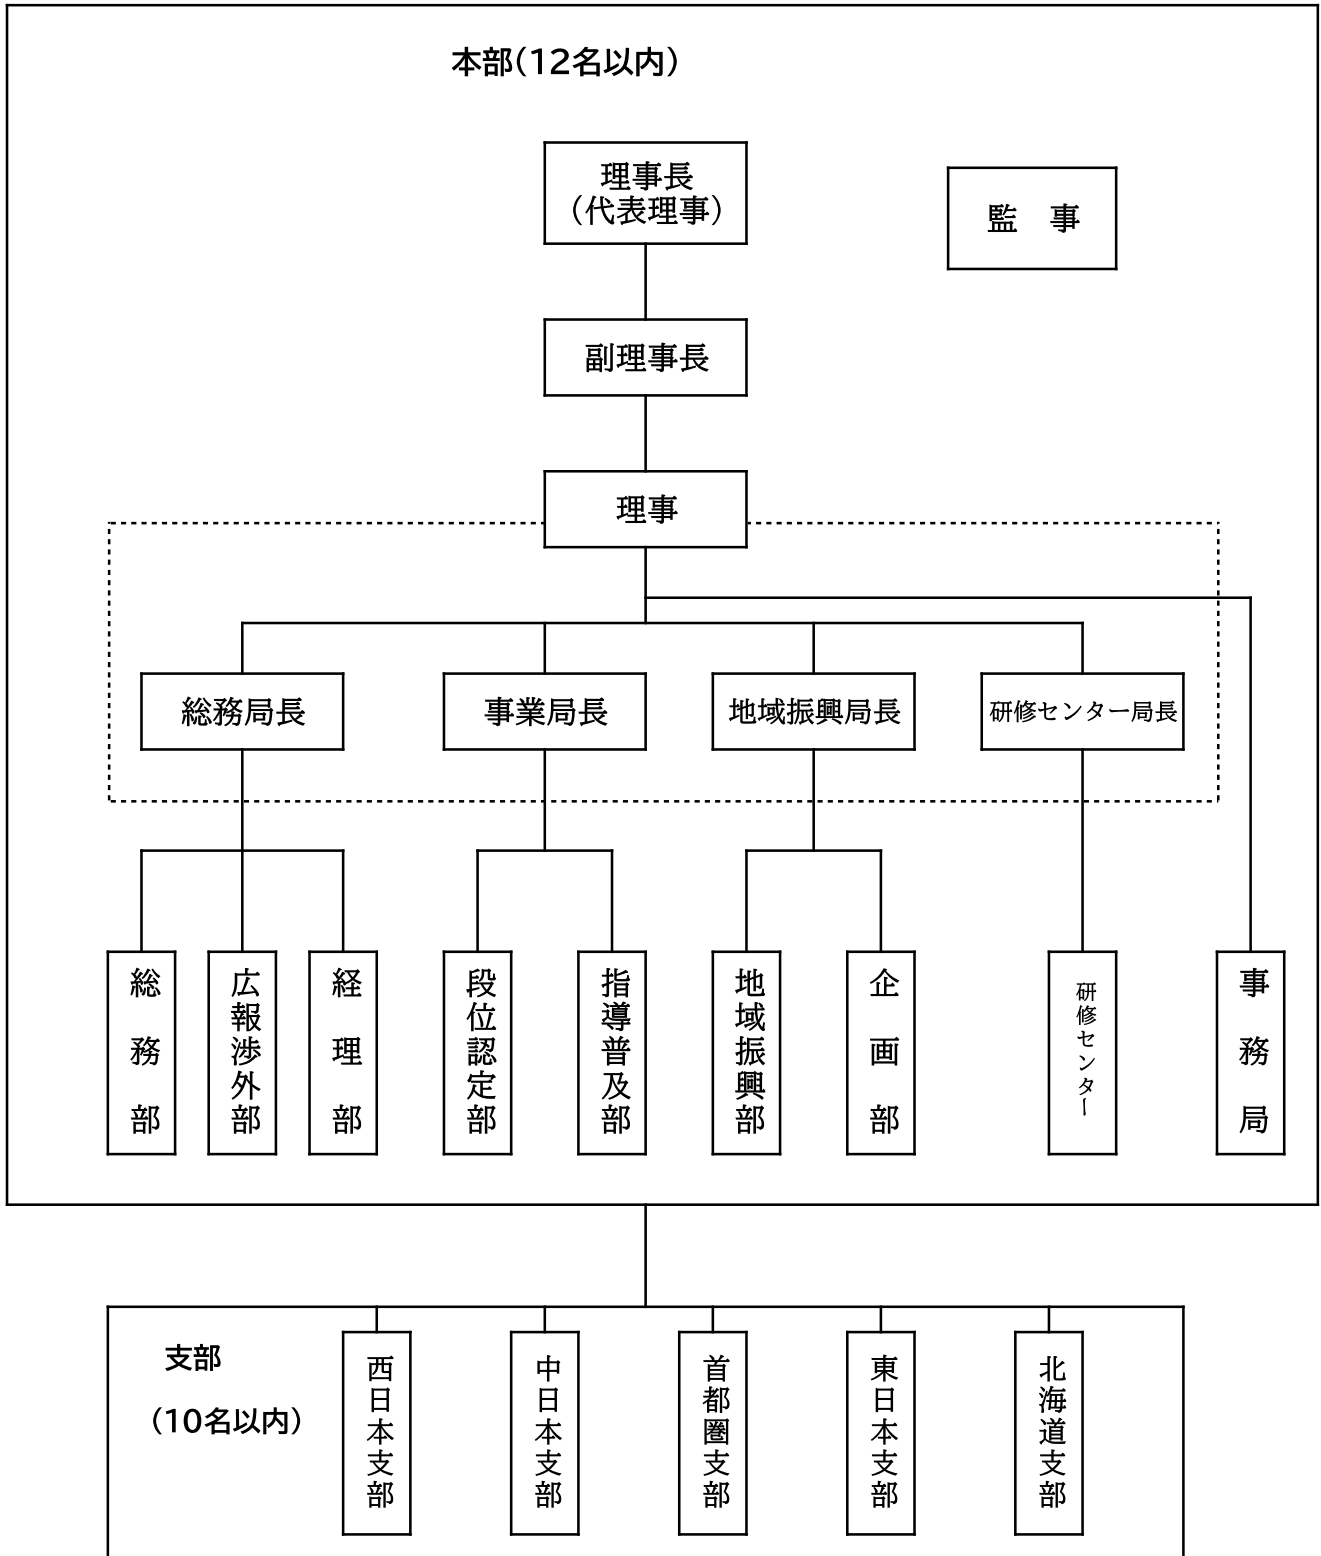 本部（12名以内）
理事長
（代表理事）
監　事
副理事長
理事
総務局長
事業局長
地域振興局長
研修センター局長
総務部
広報渉外部
経理部
段位認定部
指導普及部
地域振興部
企画部
研修センター
事務局
支部
（10名以内）
西日本支部
中日本支部
首都圏支部
東日本支部
北海道支部